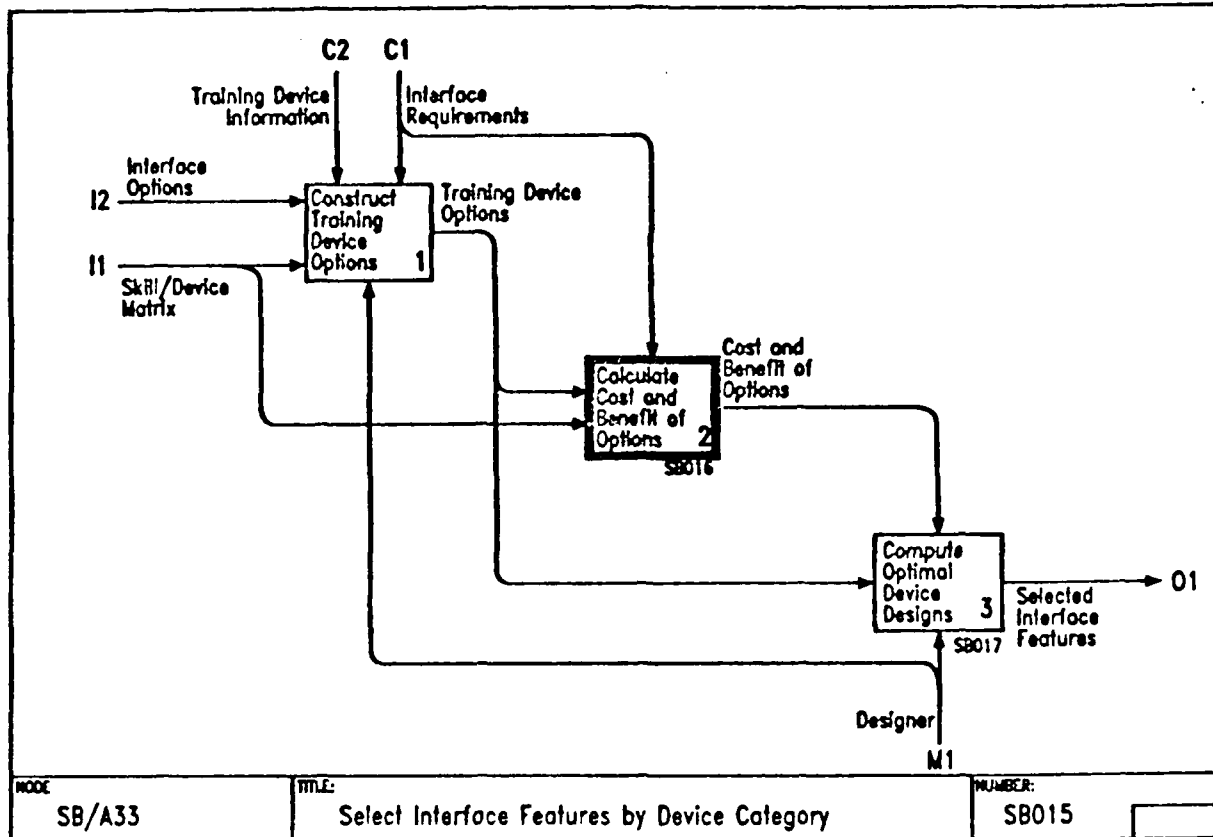 C2
C1
Training Device
Information
Interface
Requirements
Interface
Options
I2
I1
Skill/Device
Matrix
Construct
Training
Device
Options
1
Training Device
Options
Calculate
Cost and
Benefit of
Options
2
SB016
Cost and
Benefit of
Options
Compute
Optimal
Device
Designs
3
SB017
Selected
Interface
Features
O1
Designer
M1
NODE
SB/A33
TITLE:
Select Interface Features by Device Category
NUMBER:
SB015